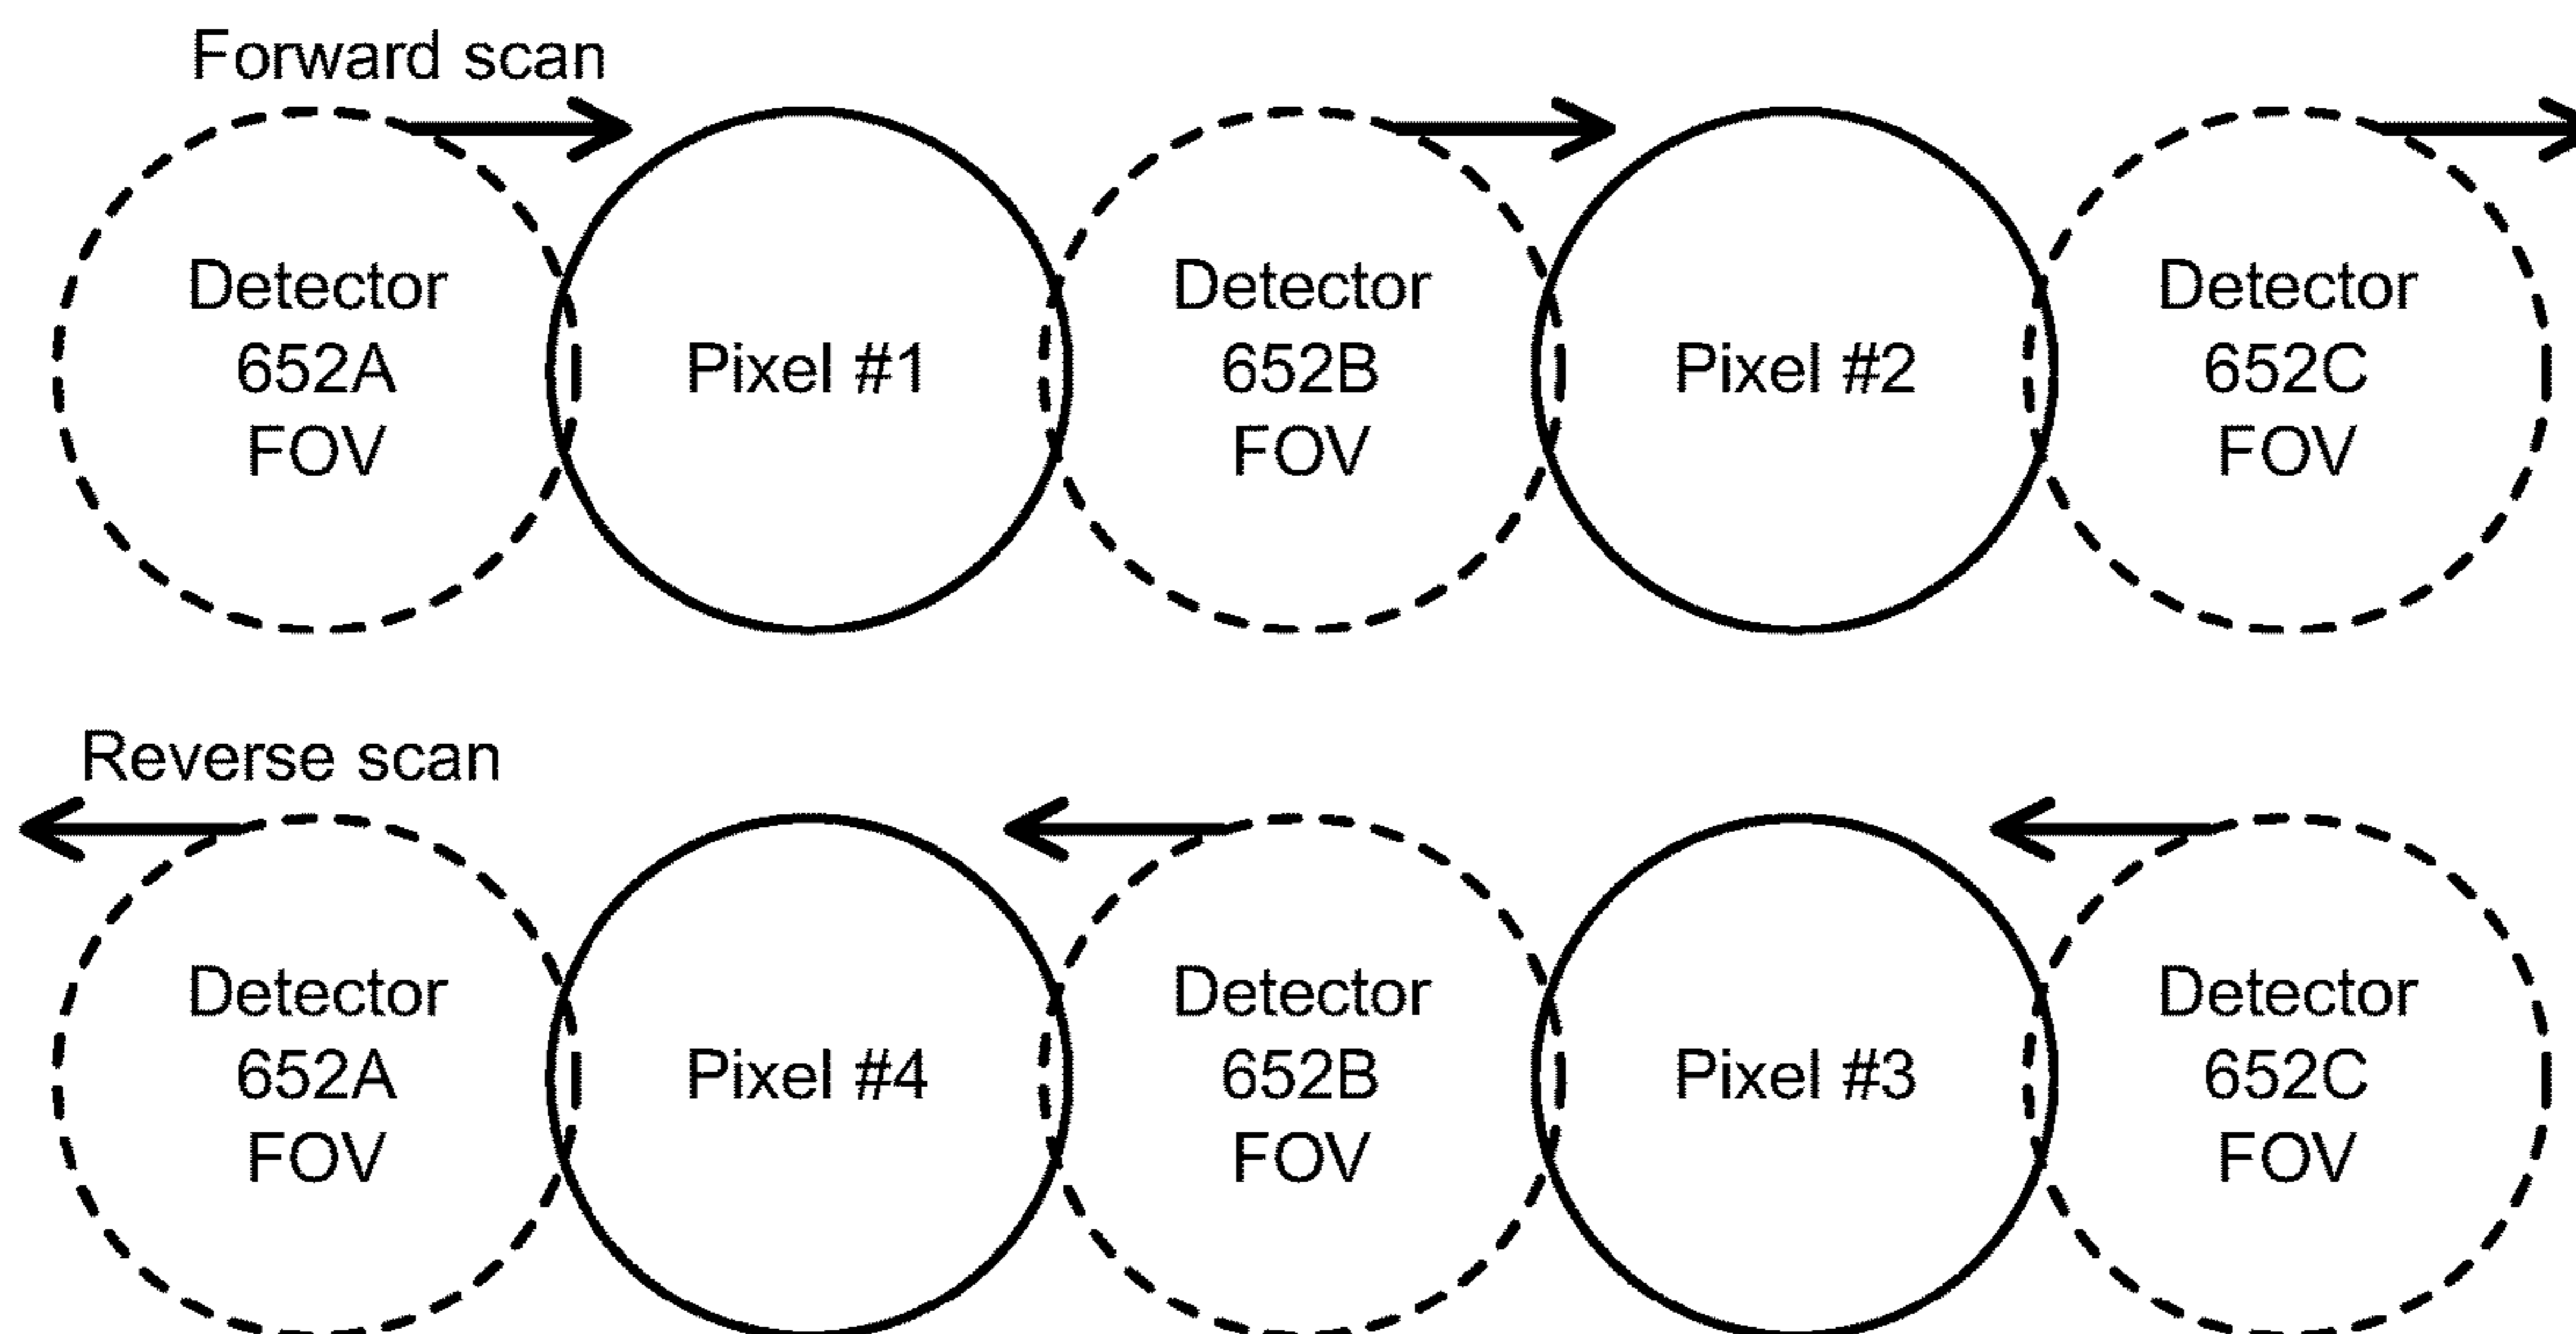 Forward scan
Detector
652A
FOV
Pixel #1
Detector
652B
FOV
Pixel #2
Detector
652C
FOV
Reverse scan
Detector
652A
FOV
Pixel #4
Detector
652B
FOV
Pixel #3
Detector
652C
FOV